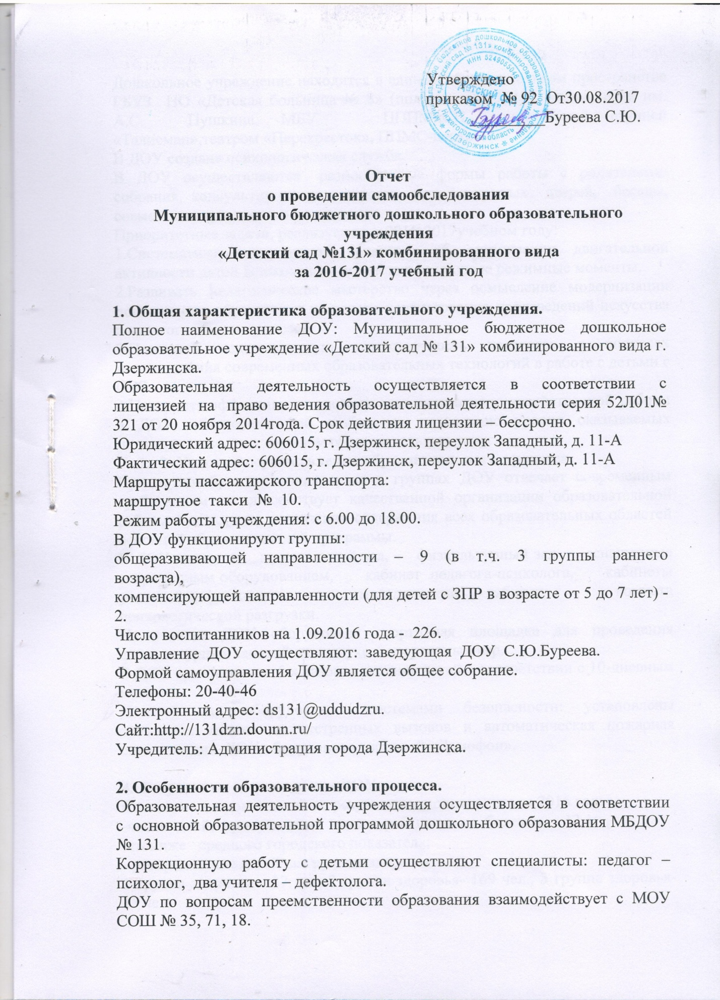 Утверждено
приказом № 92 От30.08.2017
Буреева С.Ю.
Муниципальное бюджетное дошкольное образовательное учреждение * г. Дзержинск *
«Детский сад № 131» комбинированного вида
Нижегородская область
ИНН 5249055046
МБДОУ
Детский сад
Отчет
о проведении самообследования
Муниципального бюджетного дошкольного образовательного
учреждения
«Детский сад №131» комбинированного вида
за 2016-2017 учебный год
1. Общая характеристика образовательного учреждения.
Полное наименование ДОУ: Муниципальное бюджетное дошкольное
образовательное учреждение «Детский сад № 131» комбинированного вида г.
Дзержинска.
Образовательная деятельность осуществляется в соответствии с
лицензией на право ведения образовательной деятельности серия 52Л01№
321 от 20 ноября 2014года. Срок действия лицензии – бессрочно.
Юридический адрес: 606015, г. Дзержинск, переулок Западный, д. 11-А
Фактический адрес: 606015, г. Дзержинск, переулок Западный, д. 11-А
Маршруты пассажирского транспорта:
маршрутное такси № 10.
Режим работы учреждения: с 6.00 до 18.00.
В ДОУ функционируют группы:
общеразвивающей направленности – 9 (в т.ч. 3 группы раннего
возраста),
компенсирующей направленности (для детей с ЗПР в возрасте от 5 до 7 лет) -
2.
Число воспитанников на 1.09.2016 года - 226.
Управление ДОУ осуществляют: заведующая ДОУ С.Ю.Буреева.
Формой самоуправления ДОУ является общее собрание.
Телефоны: 20-40-46
Электронный адрес: ds131@uddudzru.
Сайт:http://131dzn.dounn.ru/
Учредитель: Администрация города Дзержинска.
2. Особенности образовательного процесса.
Образовательная деятельность учреждения осуществляется в соответствии
с основной образовательной программой дошкольного образования МБДОУ
№ 131.
Коррекционную работу с детьми осуществляют специалисты: педагог –
психолог, два учителя – дефектолога.
ДОУ по вопросам преемственности образования взаимодействует с МОУ
СОШ № 35, 71, 18.